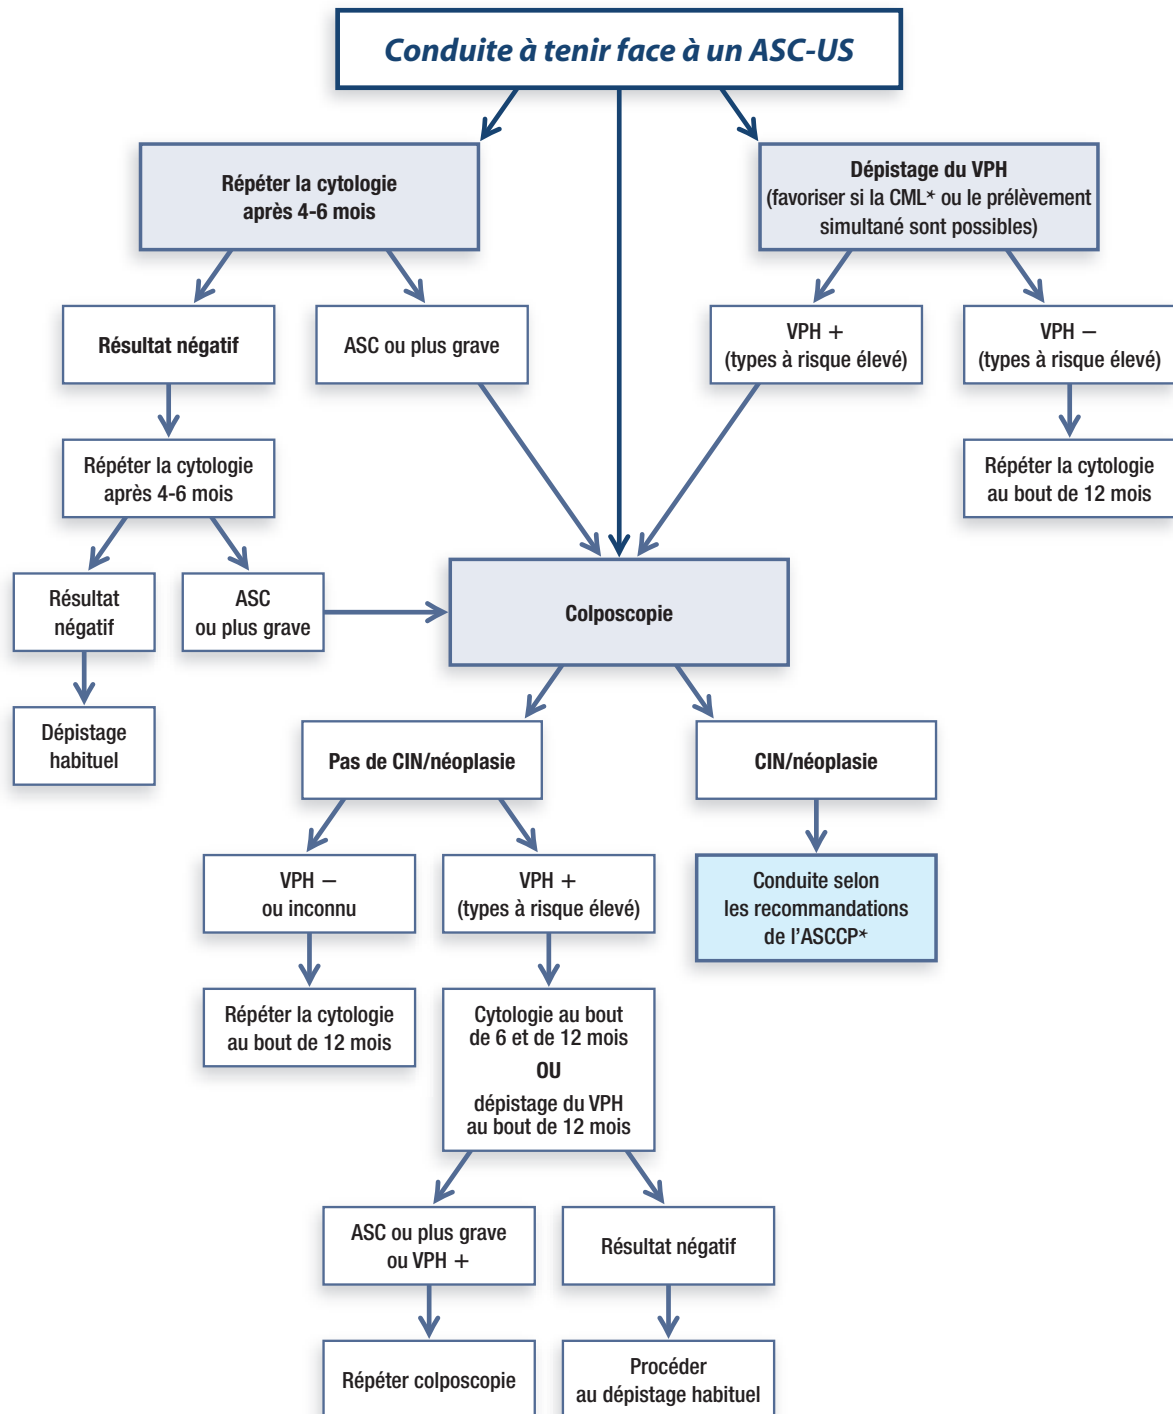 Conduite à tenir face à un ASC-US
Répéter la cytologie
après 4-6 mois
Dépistage du VPH
(favoriser si la CML* ou le prélèvement
simultané sont possibles)
Résultat négatif
ASC ou plus grave
VPH +
(types à risque élevé)
VPH −
(types à risque élevé)
Répéter la cytologie
après 4-6 mois
Répéter la cytologie
au bout de 12 mois
Résultat
négatif
ASC
ou plus grave
Colposcopie
Dépistage
habituel
Pas de CIN/néoplasie
CIN/néoplasie
VPH −
ou inconnu
VPH +
(types à risque élevé)
Conduite selon
les recommandations
de l'ASCCP*
Répéter la cytologie
au bout de 12 mois
Cytologie au bout
de 6 et de 12 mois
OU
dépistage du VPH
au bout de 12 mois
ASC ou plus grave
ou VPH +
Résultat négatif
Répéter colposcopie
Procéder
au dépistage habituel